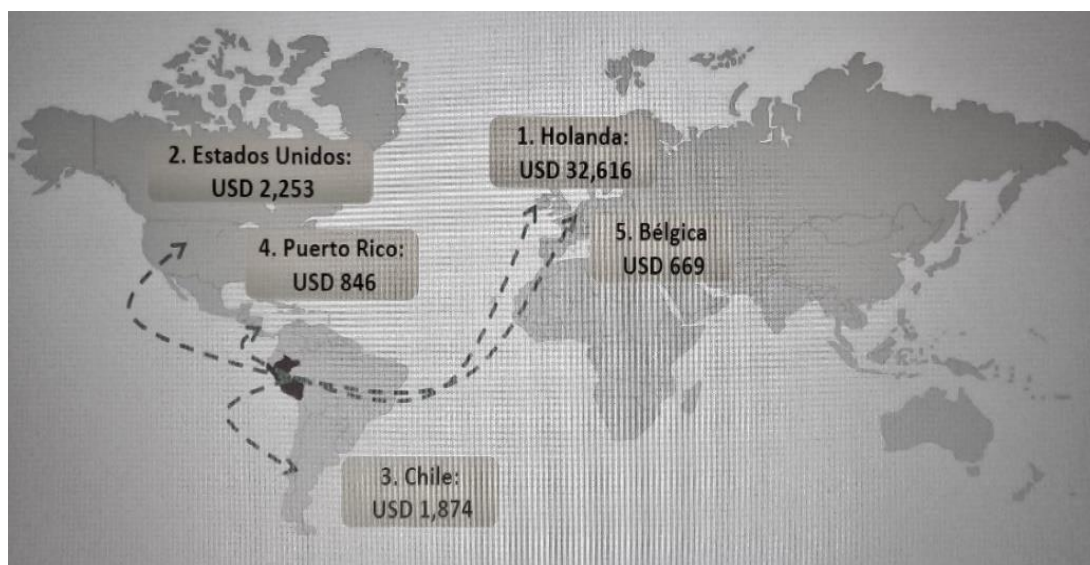 1. Holanda:
USD 32,616
2. Estados Unidos:
USD 2,253
4. Puerto Rico:
USD 846
5. Bélgica
USD 669
3. Chile:
USD 1,874